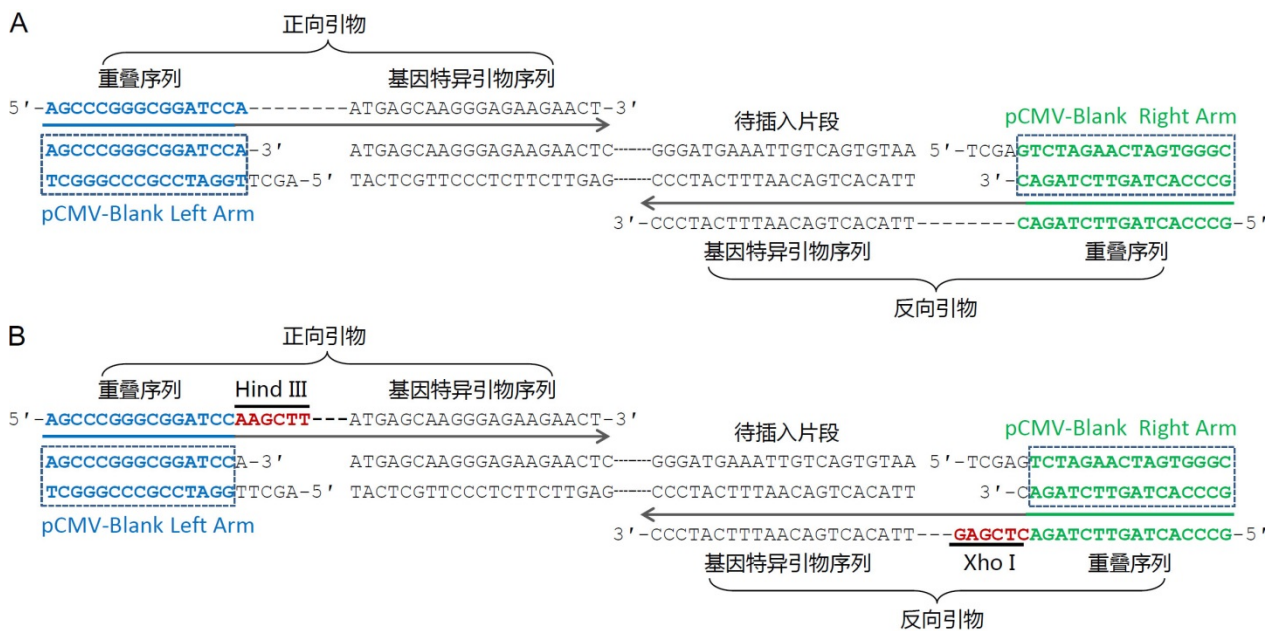 A
正向引物
重叠序列 基因特异引物序列
5′-AGCCCGGGCGGATCCA--------ATGAGCAAGGGAGAAGAACT-3′
待插入片段 pCMV-Blank Right Arm
AGCCCGGGCGGATCCA-3′ ATGAGCAAGGGAGAAGAACTC------GGGATGAAATTGTCAGTGTAA 5′-TCGAGTCTAGAACTAGTGGGC
TCGGGCCCGCCTAGGTTCGA-5′ TACTCGTTCCCTCTTCTTGAG------CCCTACTTTAACAGTCACATT 3′-CAGATCTTGATCACCCG
pCMV-Blank Left Arm
3′-CCCTACTTTAACAGTCACATT--------CAGATCTTGATCACCCG-5′
基因特异引物序列 重叠序列
反向引物
B
正向引物
重叠序列 Hind III 基因特异引物序列
5′-AGCCCGGGCGGATCCAAGCTT---ATGAGCAAGGGAGAAGAACT-3′
待插入片段 pCMV-Blank Right Arm
AGCCCGGGCGGATCCA-3′ ATGAGCAAGGGAGAAGAACTC------GGGATGAAATTGTCAGTGTAA 5′-TCGAGTCTAGAACTAGTGGGC
TCGGGCCCGCCTAGGTTCGA-5′ TACTCGTTCCCTCTTCTTGAG------CCCTACTTTAACAGTCACATT 3′-CAGATCTTGATCACCCG
pCMV-Blank Left Arm
3′-CCCTACTTTAACAGTCACATT---GAGCTCAGATCTTGATCACCCG-5′
基因特异引物序列 Xho I 重叠序列
反向引物